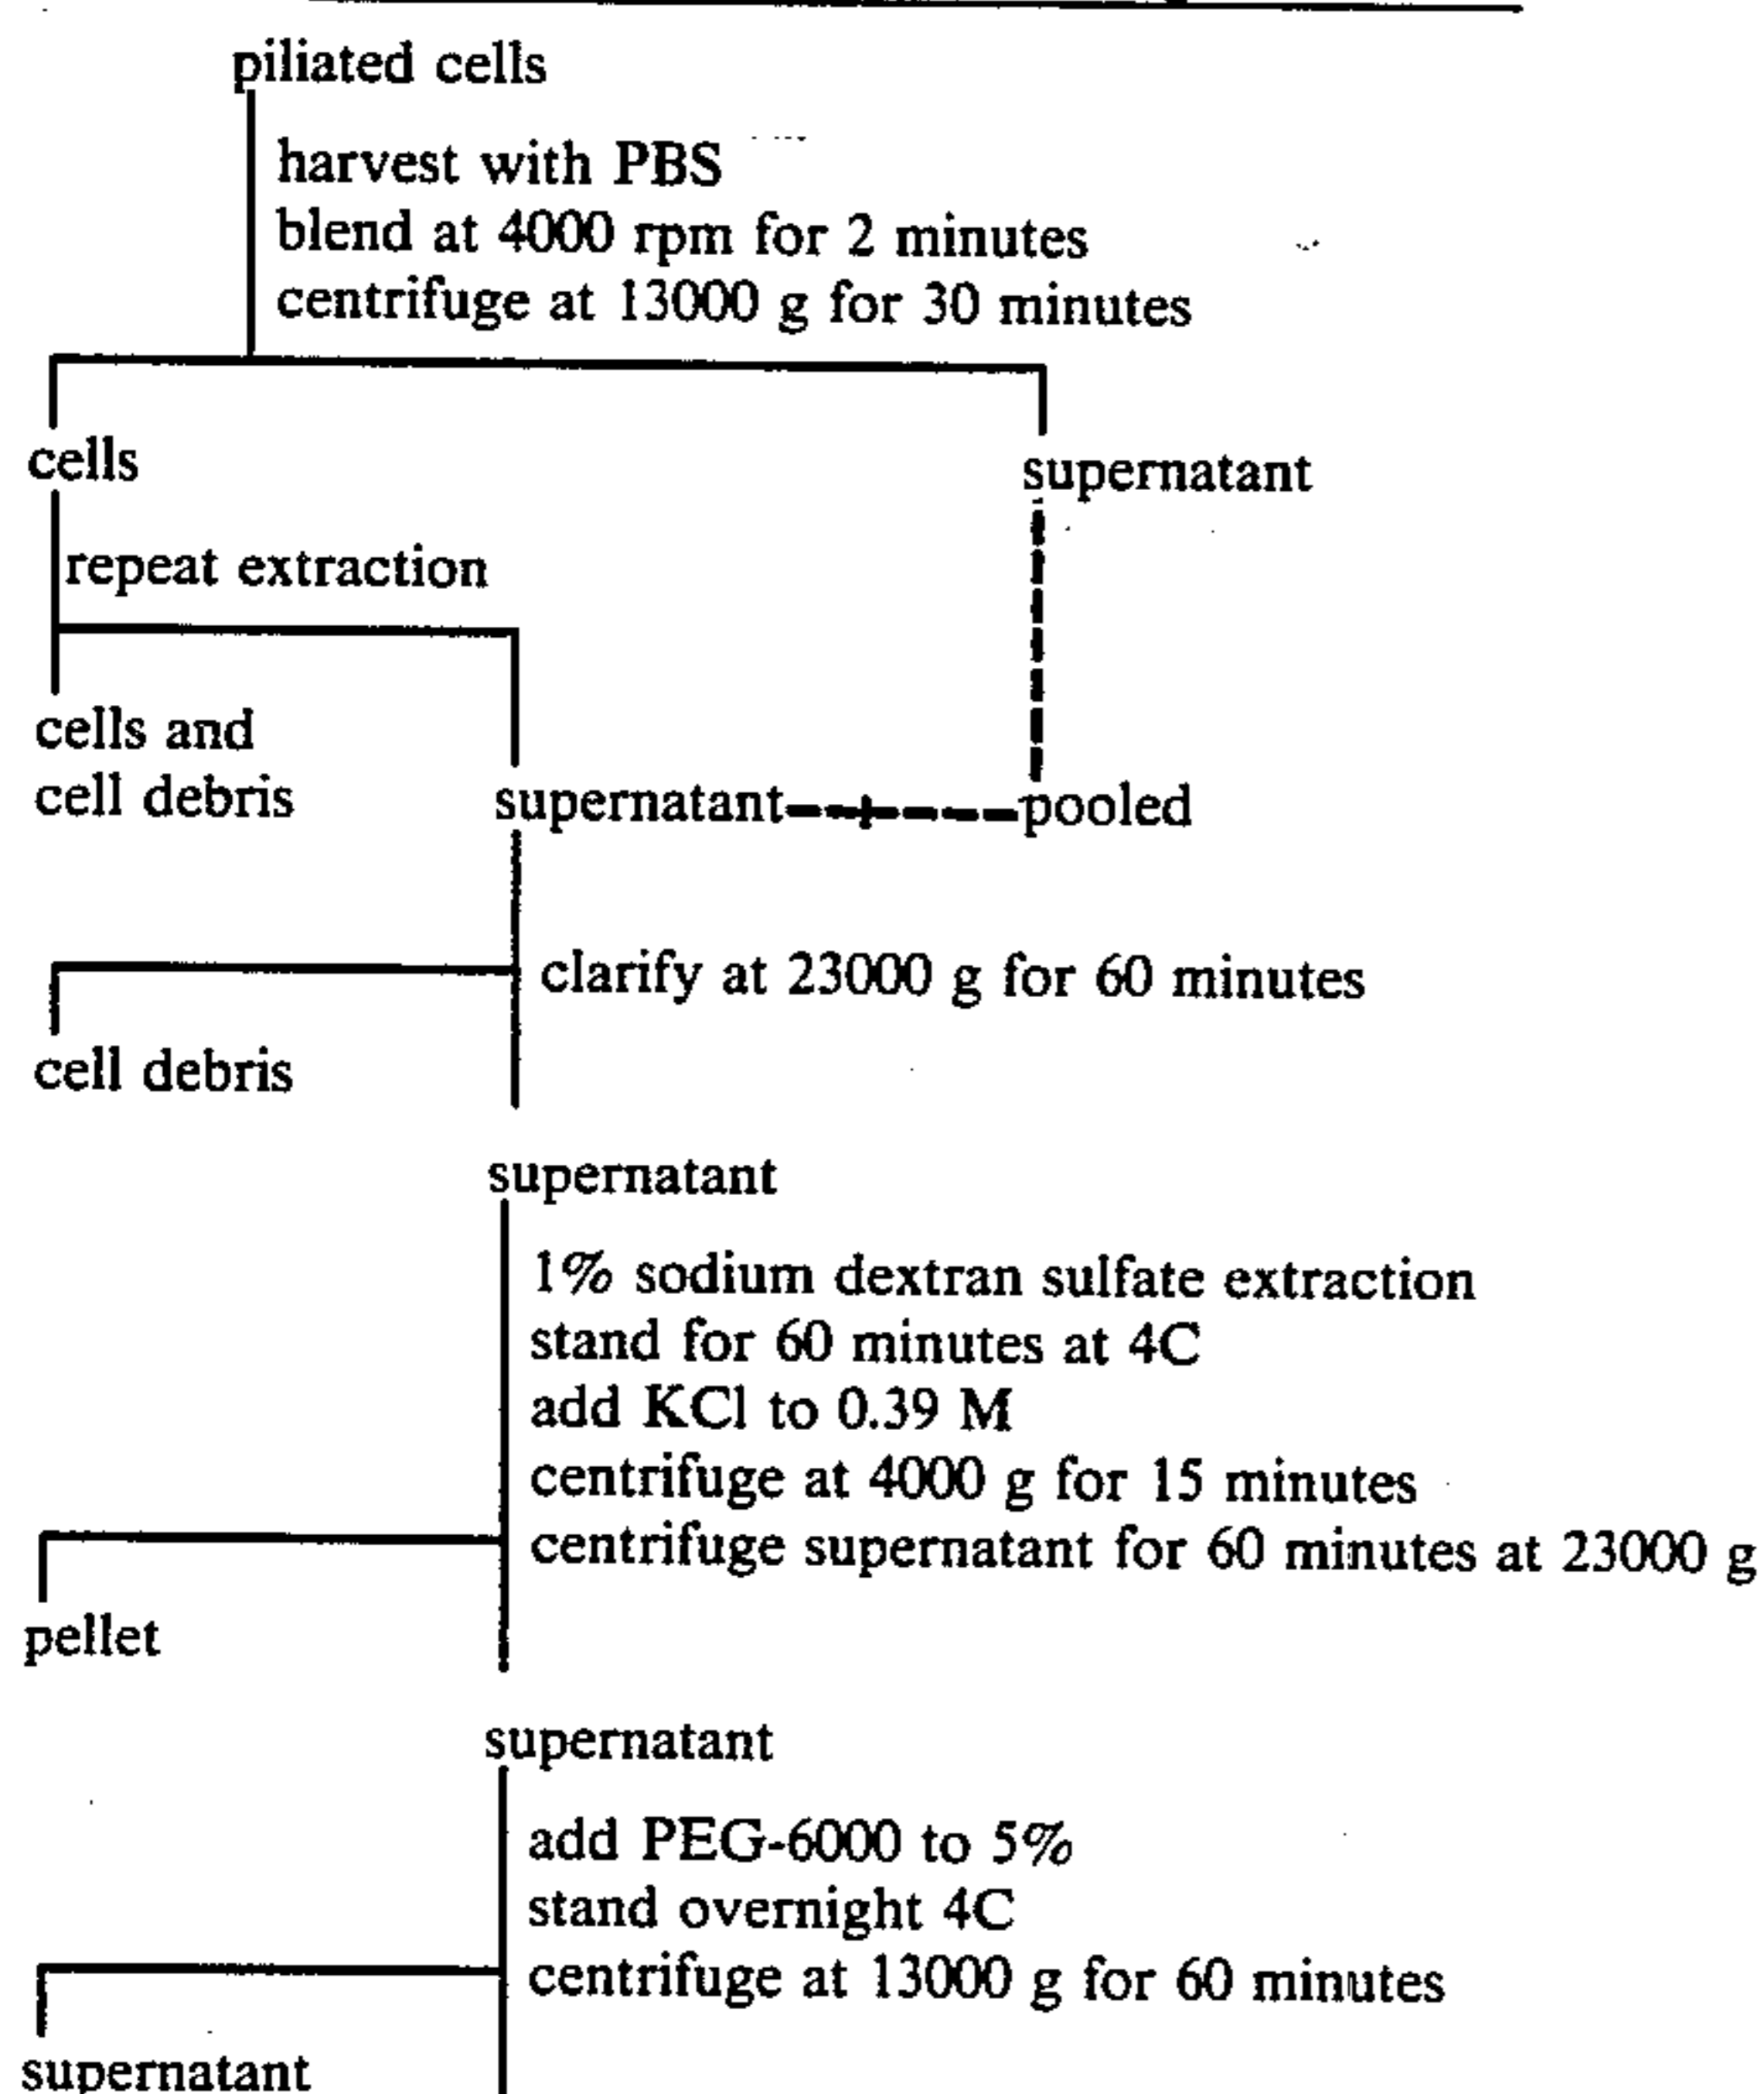 piliated cells
harvest with PBS
blend at 4000 rpm for 2 minutes
centrifuge at 13000 g for 30 minutes
cells
supernatant
repeat extraction
cells and
cell debris
supernatant
pooled
clarify at 23000 g for 60 minutes
cell debris
supernatant
1% sodium dextran sulfate extraction
stand for 60 minutes at 4C
add KCl to 0.39 M
centrifuge at 4000 g for 15 minutes
centrifuge supernatant for 60 minutes at 23000 g
pellet
supernatant
add PEG-6000 to 5%
stand overnight 4C
centrifuge at 13000 g for 60 minutes
supernatant